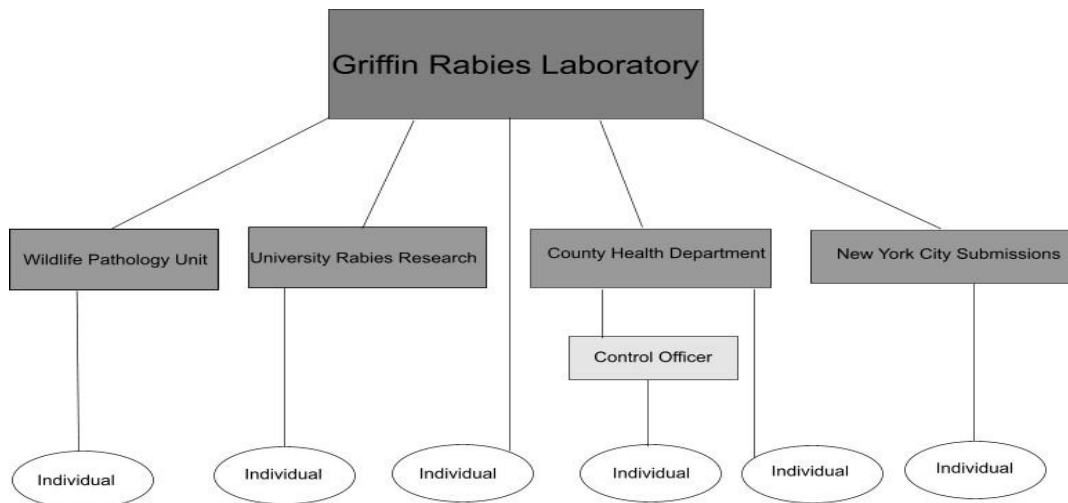 Griffin Rabies Laboratory
Wildlife Pathology Unit
University Rabies Research
County Health Department
New York City Submissions
Control Officer
Individual
Individual
Individual
Individual
Individual
Individual